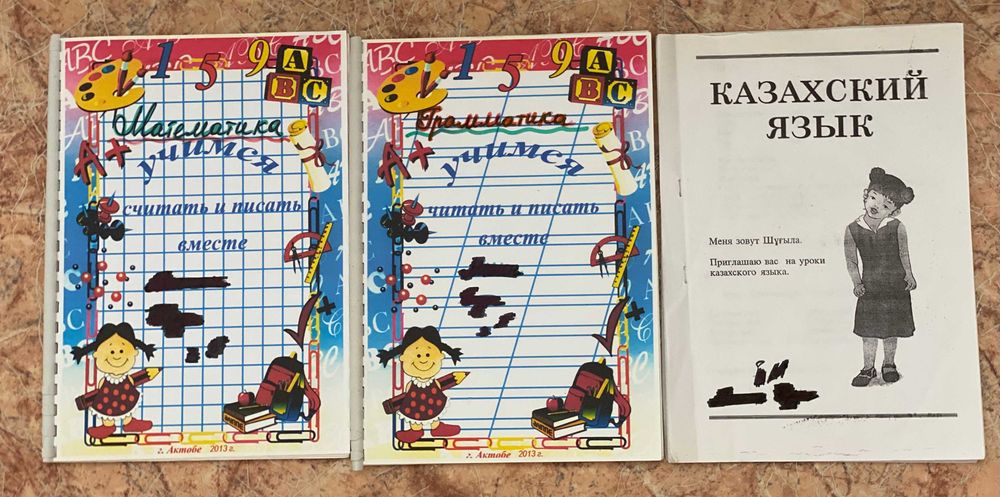 1 5 9
A
B C
Математика
A+
учимся
считать и писать
вместе
г. Актобе 2013 г.
1 5 9
A
B C
Грамматика
A+
учимся
читать и писать
вместе
г. Актобе 2013 г.
КАЗАХСКИЙ
ЯЗЫК
Меня зовут Шұғыла.
Приглашаю вас на уроки
казахского языка.